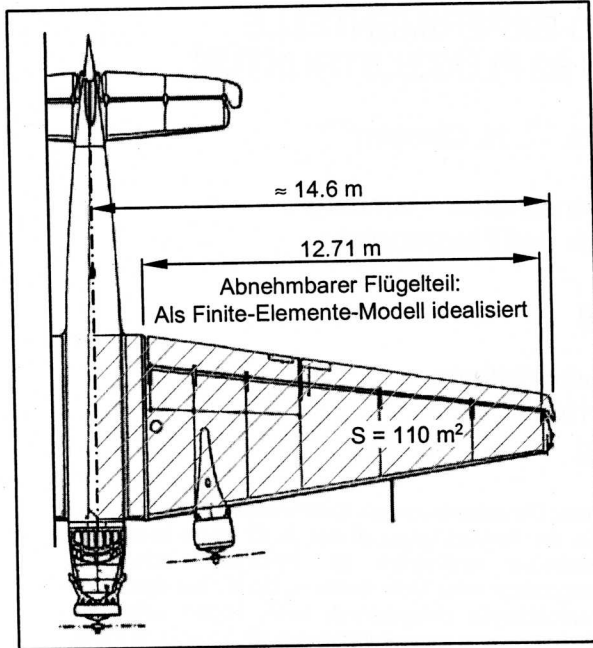 ≈ 14.6 m
12.71 m
Abnehmbarer Flügelteil:
Als Finite-Elemente-Modell idealisiert
S = 110 m²